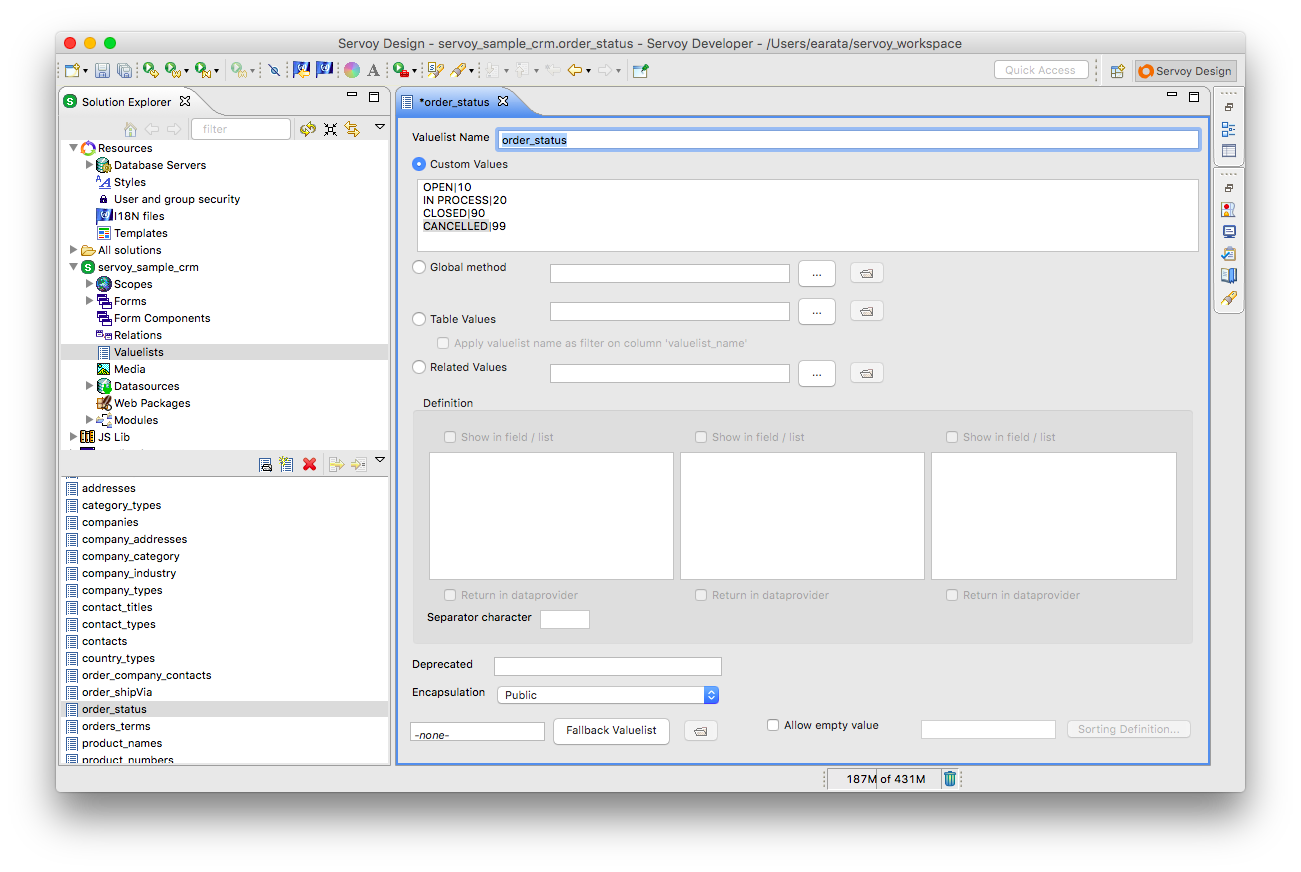 Servoy Design - servoy_sample_crm.order_status - Servoy Developer - /Users/earata/servoy_workspace
Quick Access
Servoy Design
Solution Explorer
filter
Resources
Database Servers
Styles
User and group security
I18N files
Templates
All solutions
servoy_sample_crm
Scopes
Forms
Form Components
Relations
Valuelists
Media
Datasources
Web Packages
Modules
JS Lib
addresses
category_types
companies
company_addresses
company_category
company_industry
company_types
contact_titles
contact_types
contacts
country_types
order_company_contacts
order_shipVia
order_status
orders_terms
product_names
product_numbers
*order_status
Valuelist Name order_status
Custom Values
OPEN|10
IN PROCESS|20
CLOSED|90
CANCELLED|99
Global method ...
Table Values ...
Apply valuelist name as filter on column 'valuelist_name'
Related Values ...
Definition
Show in field / list Show in field / list Show in field / list
Return in dataprovider Return in dataprovider Return in dataprovider
Separator character
Deprecated
Encapsulation Public
-none- Fallback Valuelist Allow empty value Sorting Definition...
187M of 431M